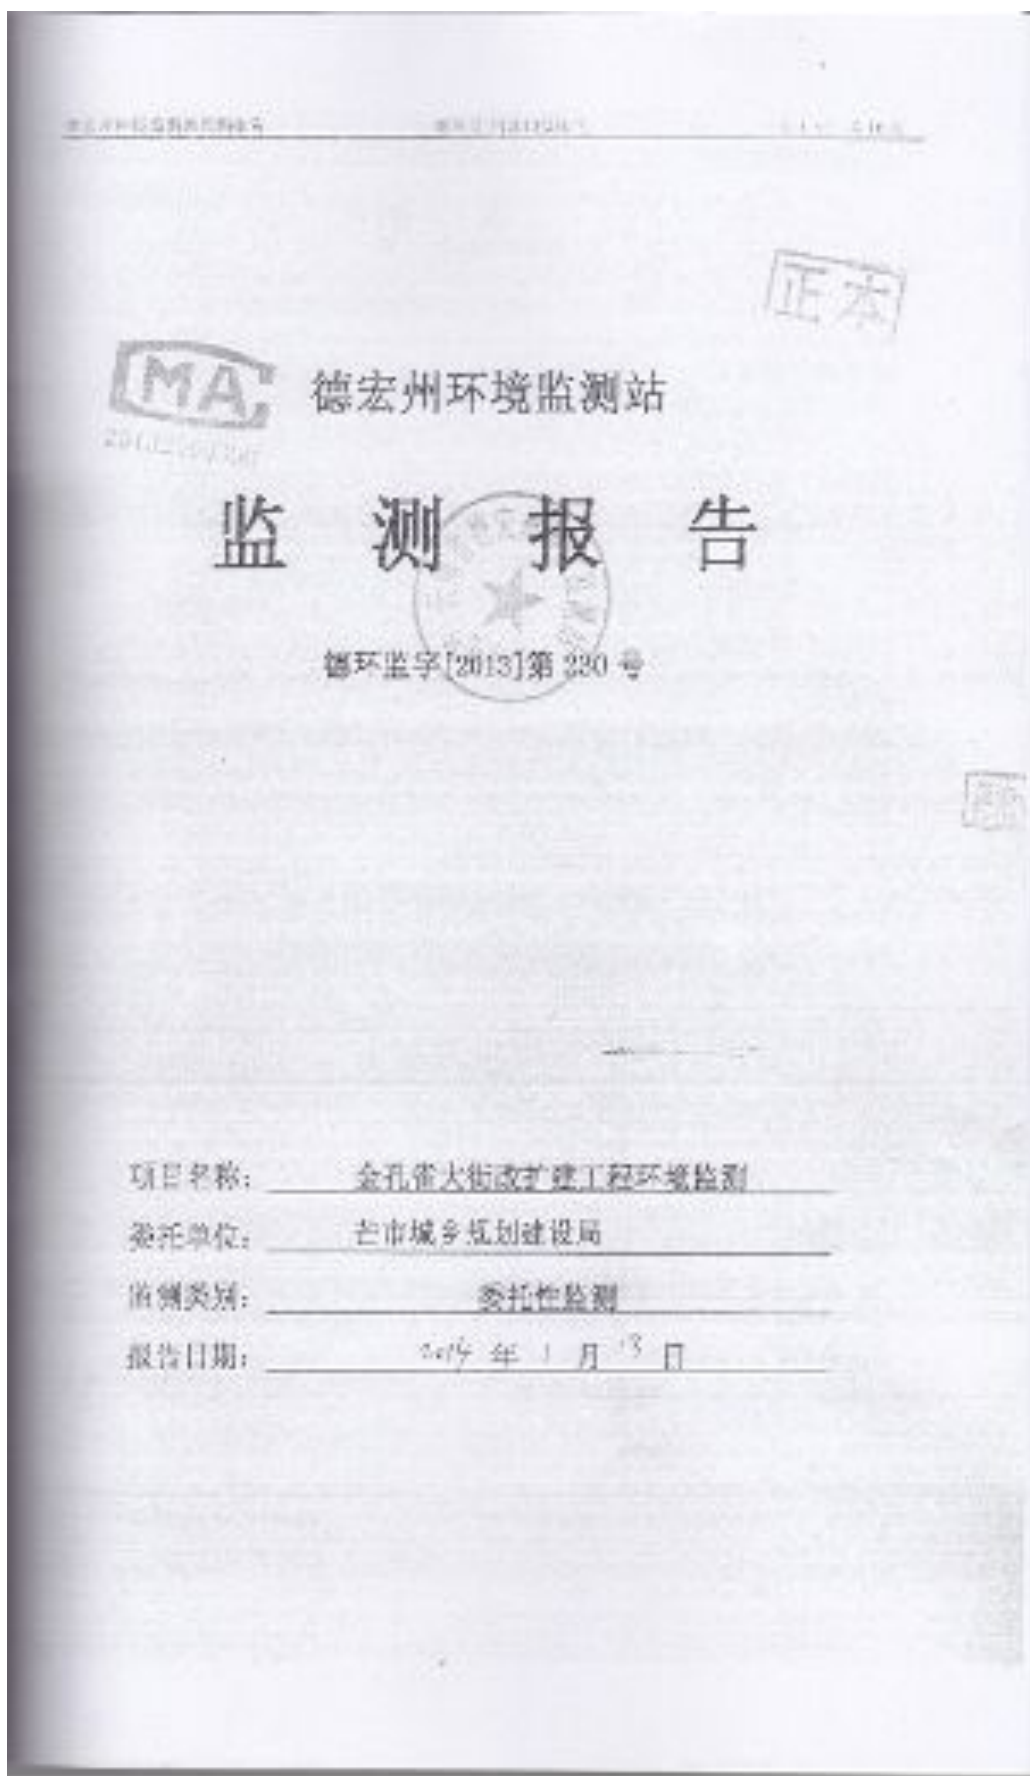 正本
MA
德宏州环境监测站
监测报告
德环监字[2013]第 230 号
项目名称： 金孔雀大街改扩建工程环境监测
委托单位： 芒市城乡规划建设局
监测类别： 委托性监测
报告日期： 2014 年 1 月 13 日